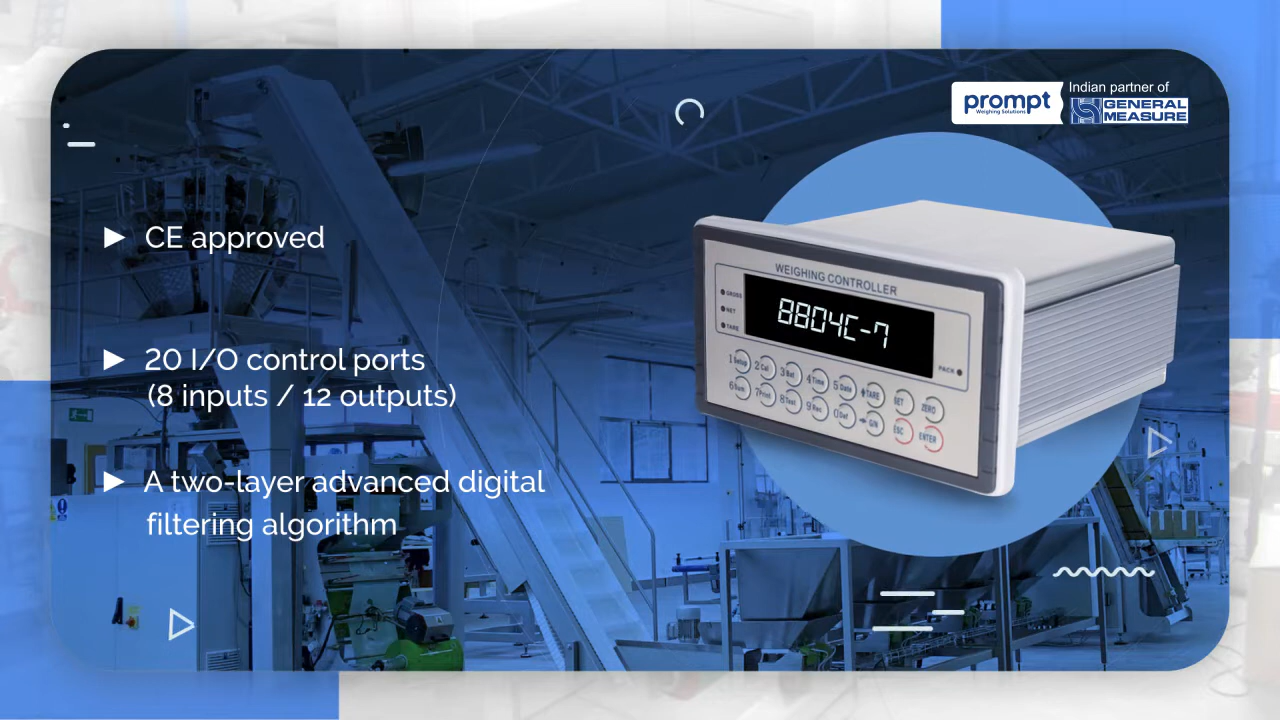 prompt
Weighing Solutions
Indian partner of
GENERAL
MEASURE
CE approved
20 I/O control ports
(8 inputs / 12 outputs)
A two-layer advanced digital
filtering algorithm
WEIGHING CONTROLLER
GROSS
NET
TARE
8804C-7
PACK
1 Setup 2 Cal 3 Bat 4 Time 5 Date TARE SET ZERO
6 Sum 7 Print 8 Test 9 Rec 0 Def G/N ESC ENTER